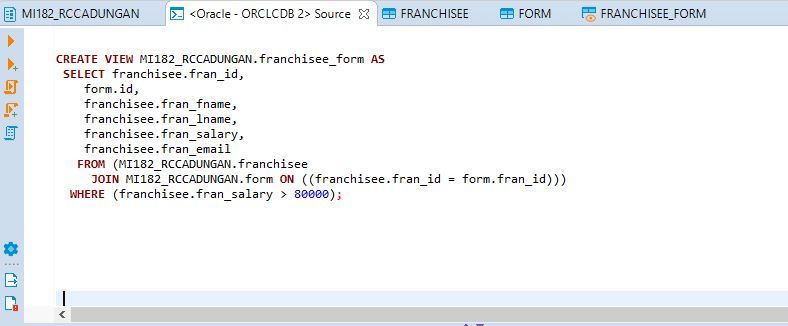 MI182_RCCADUNGAN <Oracle - ORCLCDB 2> Source FRANCHISEE FORM FRANCHISEE_FORM
CREATE VIEW MI182_RCCADUNGAN.franchisee_form AS
SELECT franchisee.fran_id,
form.id,
franchisee.fran_fname,
franchisee.fran_lname,
franchisee.fran_salary,
franchisee.fran_email
FROM (MI182_RCCADUNGAN.franchisee
JOIN MI182_RCCADUNGAN.form ON ((franchisee.fran_id = form.fran_id)))
WHERE (franchisee.fran_salary > 80000);